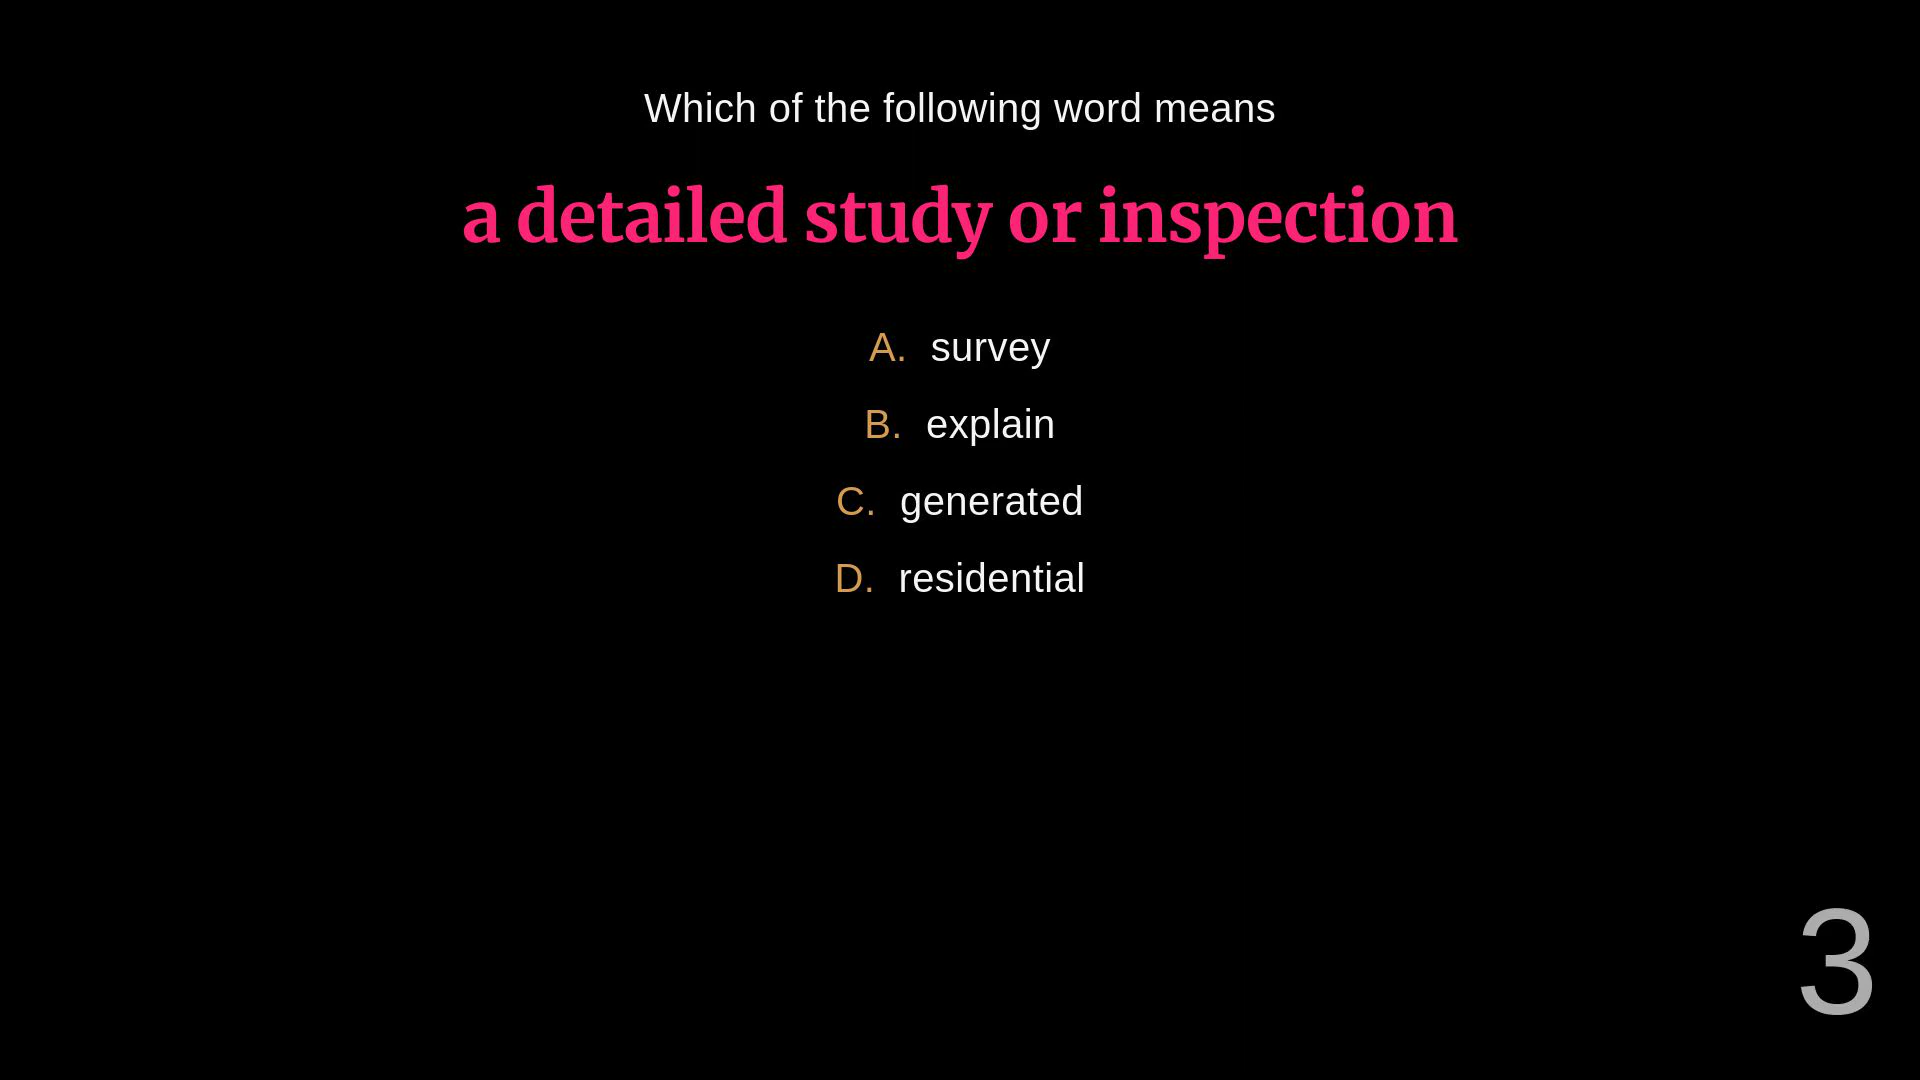 Which of the following word means
a detailed study or inspection
A. survey
B. explain
C. generated
D. residential
3